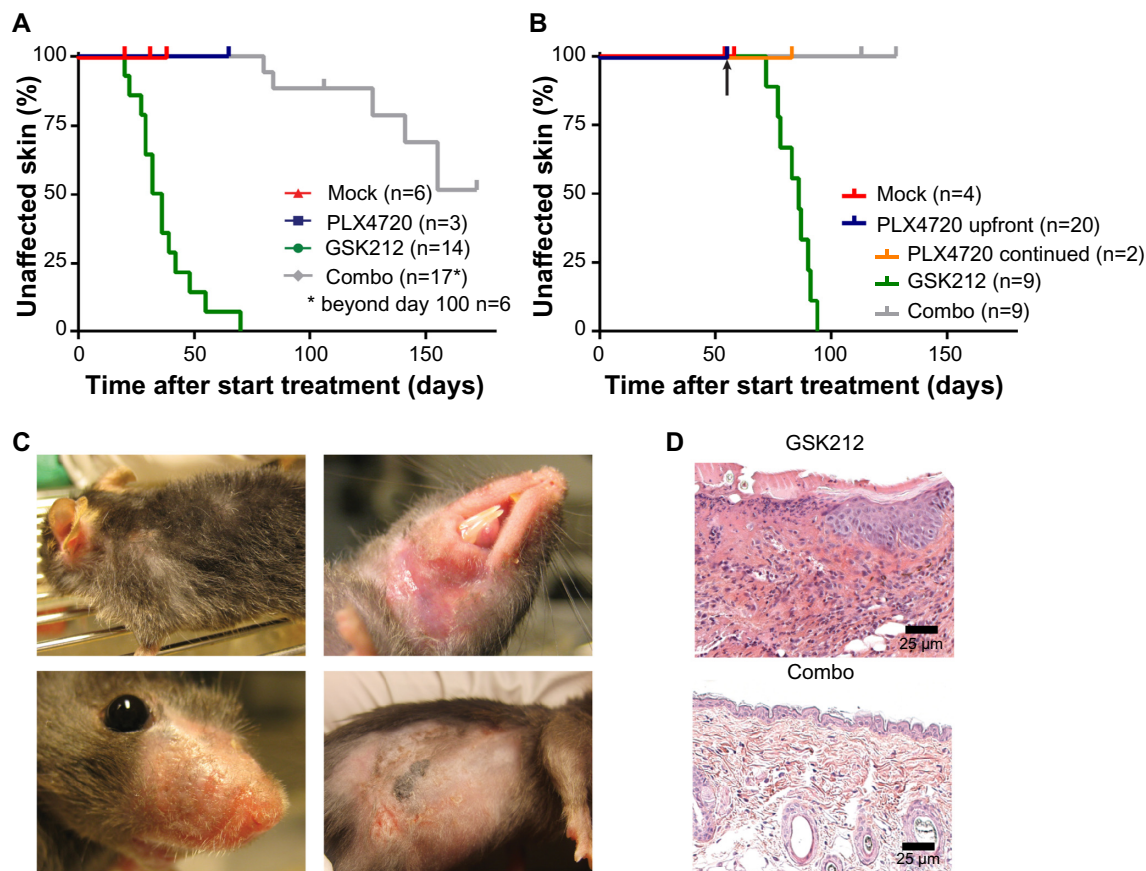 A
Unaffected skin (%)
100
75
50
25
0
0 50 100 150
Time after start treatment (days)
Mock (n=6)
PLX4720 (n=3)
GSK212 (n=14)
Combo (n=17*)
* beyond day 100 n=6
B
Unaffected skin (%)
100
75
50
25
0
0 50 100 150
Time after start treatment (days)
Mock (n=4)
PLX4720 upfront (n=20)
PLX4720 continued (n=2)
GSK212 (n=9)
Combo (n=9)
C
D
GSK212
25 µm
Combo
25 µm